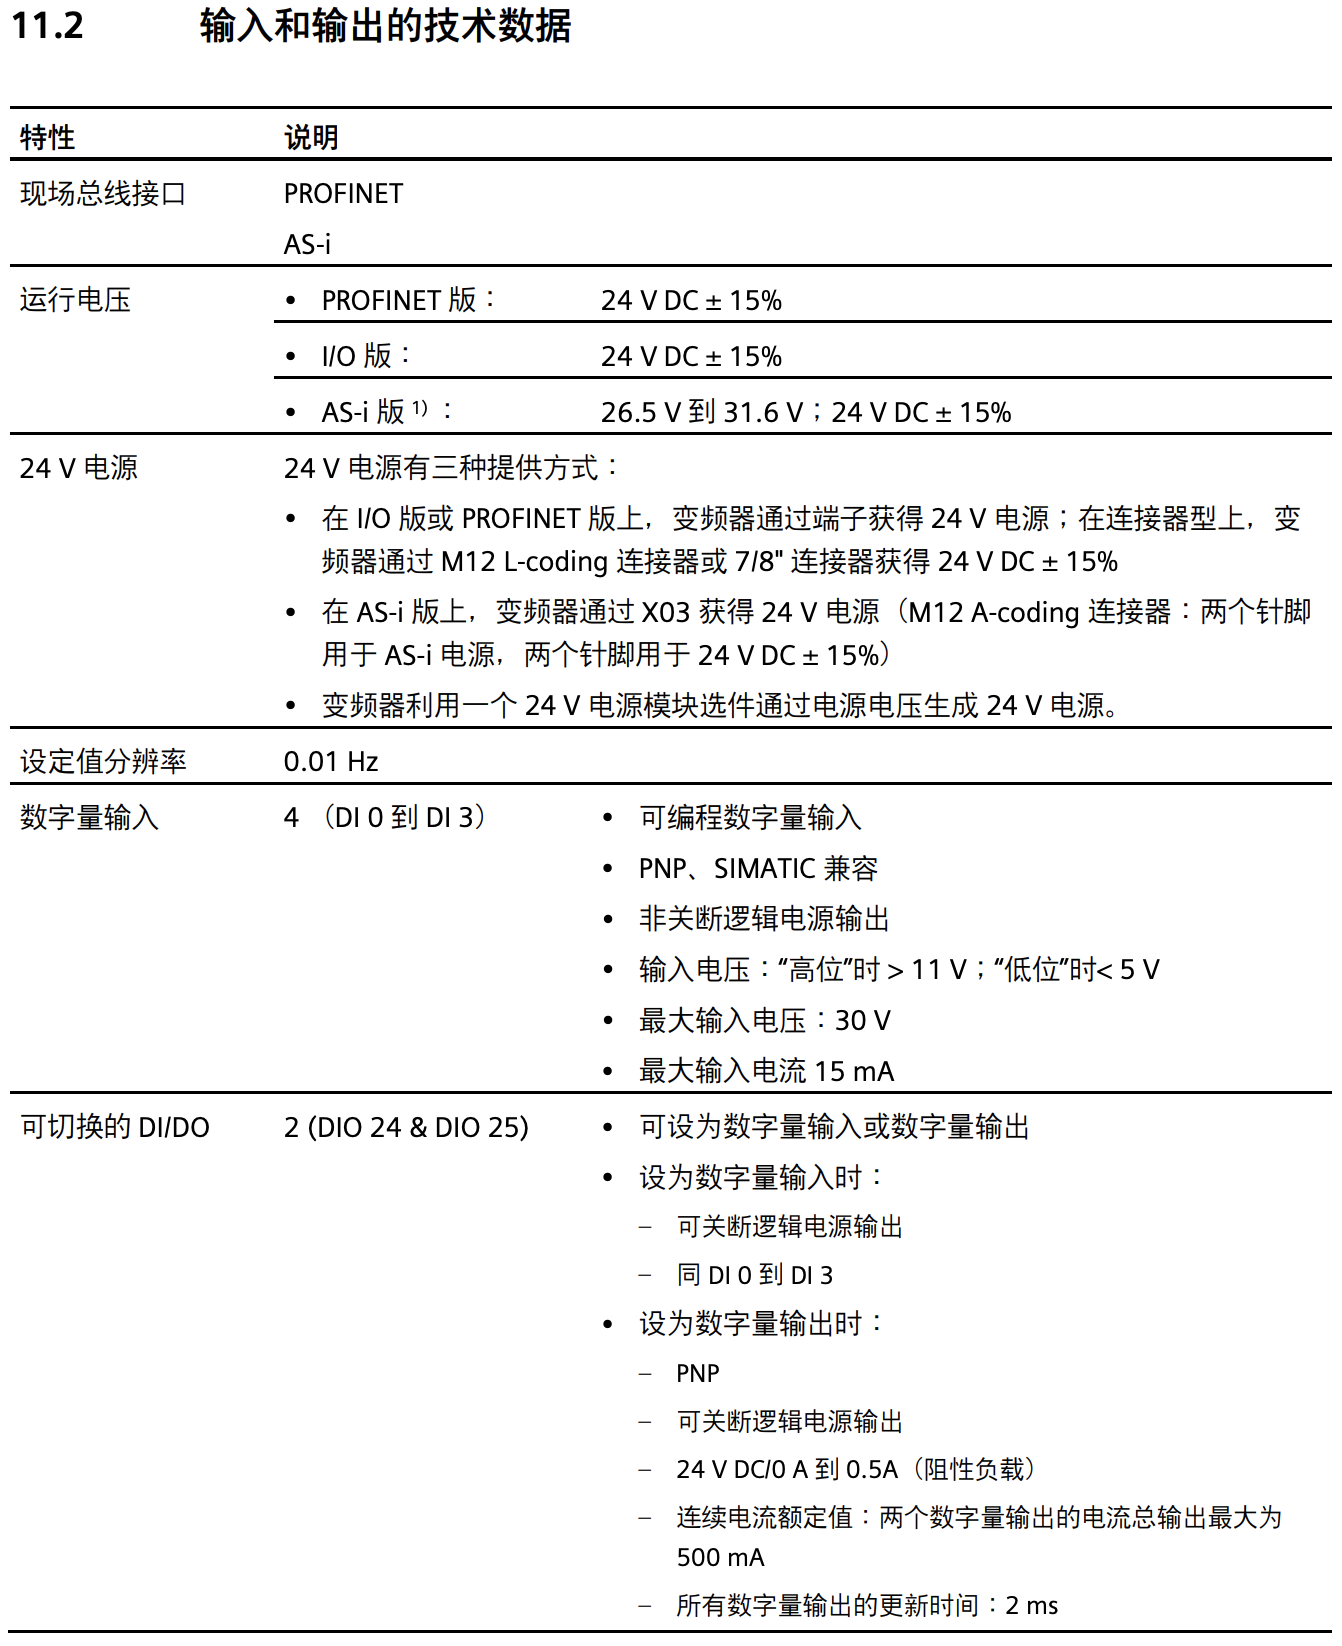 11.2 输入和输出的技术数据
特性 说明
现场总线接口 PROFINET
AS-i
运行电压 • PROFINET 版： 24 V DC ± 15%
• I/O 版： 24 V DC ± 15%
• AS-i 版 1)： 26.5 V 到 31.6 V；24 V DC ± 15%
24 V 电源 24 V 电源有三种提供方式：
• 在 I/O 版或 PROFINET 版上，变频器通过端子获得 24 V 电源；在连接器型上，变
频器通过 M12 L-coding 连接器或 7/8" 连接器获得 24 V DC ± 15%
• 在 AS-i 版上，变频器通过 X03 获得 24 V 电源（M12 A-coding 连接器：两个针脚
用于 AS-i 电源，两个针脚用于 24 V DC ± 15%）
• 变频器利用一个 24 V 电源模块选件通过电源电压生成 24 V 电源。
设定值分辨率 0.01 Hz
数字量输入 4 （DI 0 到 DI 3） • 可编程数字量输入
• PNP、SIMATIC 兼容
• 非关断逻辑电源输出
• 输入电压：“高位”时 > 11 V；“低位”时< 5 V
• 最大输入电压：30 V
• 最大输入电流 15 mA
可切换的 DI/DO 2 (DIO 24 & DIO 25) • 可设为数字量输入或数字量输出
• 设为数字量输入时：
– 可关断逻辑电源输出
– 同 DI 0 到 DI 3
• 设为数字量输出时：
– PNP
– 可关断逻辑电源输出
– 24 V DC/0 A 到 0.5A（阻性负载）
– 连续电流额定值：两个数字量输出的电流总输出最大为
500 mA
– 所有数字量输出的更新时间：2 ms